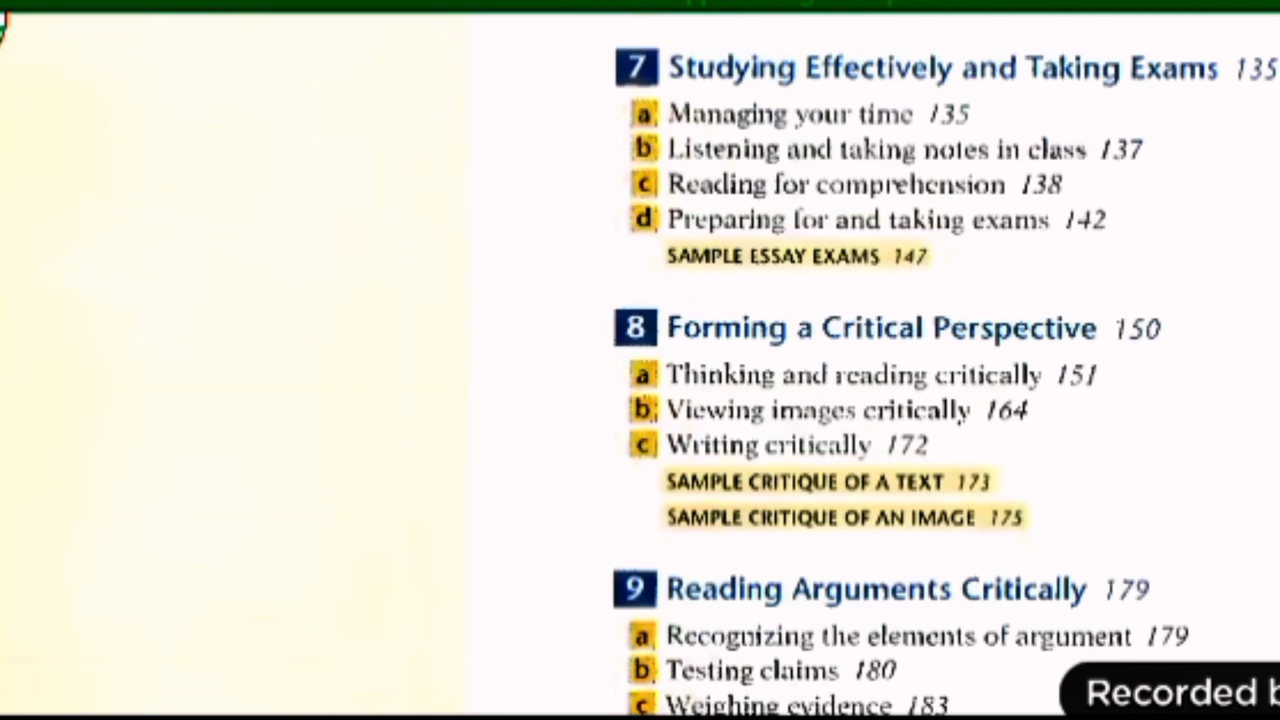 7 Studying Effectively and Taking Exams 135
a Managing your time 135
b Listening and taking notes in class 137
c Reading for comprehension 138
d Preparing for and taking exams 142
SAMPLE ESSAY EXAMS 147
8 Forming a Critical Perspective 150
a Thinking and reading critically 151
b Viewing images critically 164
c Writing critically 172
SAMPLE CRITIQUE OF A TEXT 173
SAMPLE CRITIQUE OF AN IMAGE 175
9 Reading Arguments Critically 179
a Recognizing the elements of argument 179
b Testing claims 180
c Weighing evidence 183
Recorded b